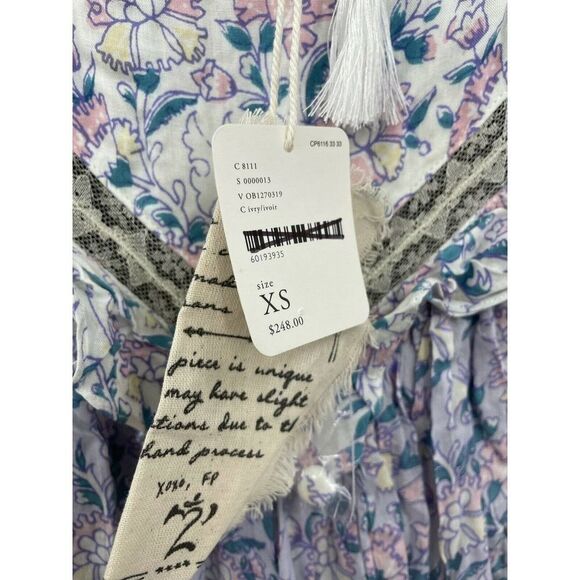 CP6116 33 33
C 8111
S 0000013
V OB1270319
C ivry/ivoir
60193935
size
XS
$248.00
piece is unique
may have slight
due to
hand process
xoxo, FP
****